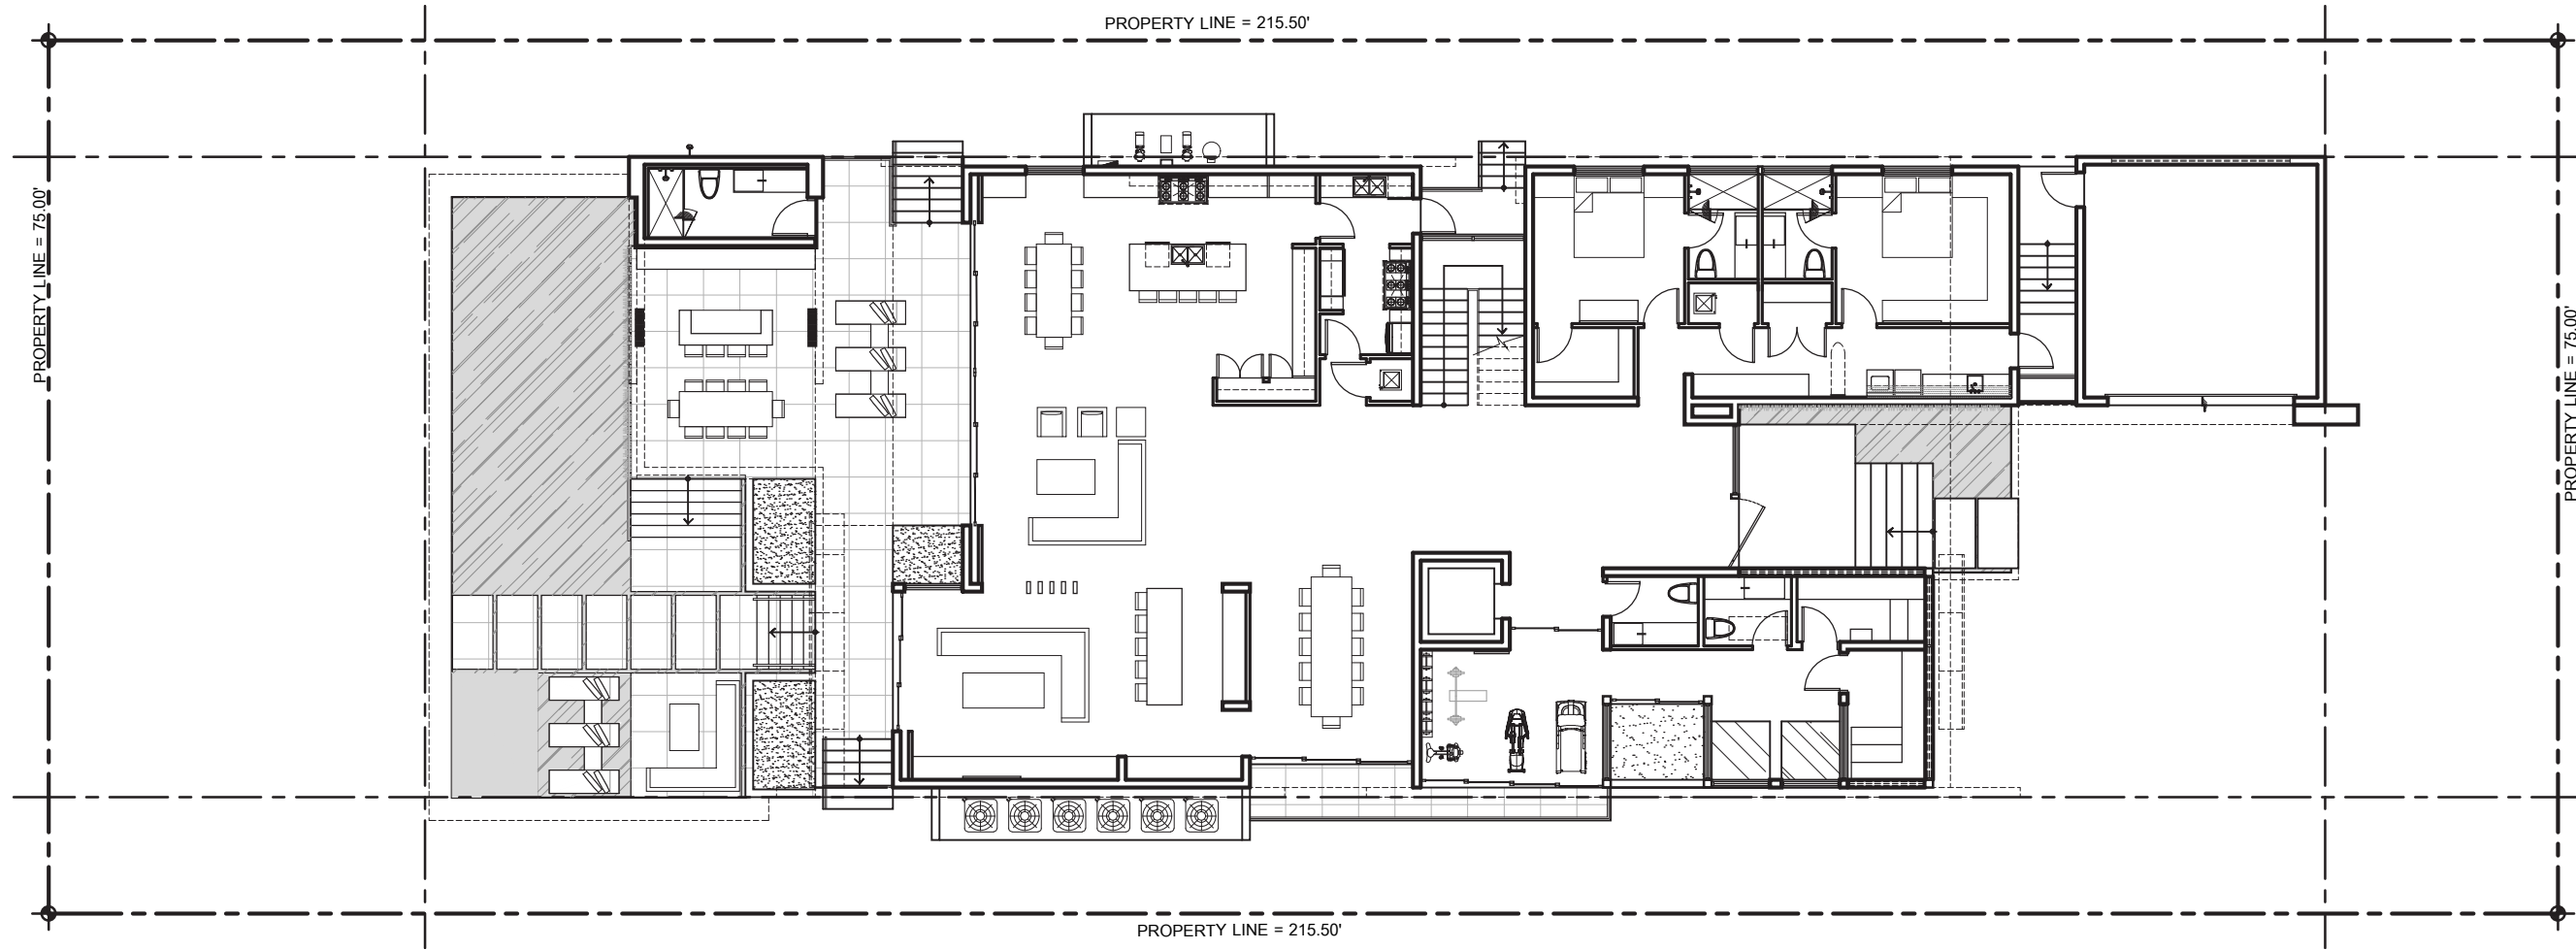 PROPERTY LINE = 215.50'
PROPERTY LINE = 75.00'
PROPERTY LINE = 75.00'
PROPERTY LINE = 215.50'